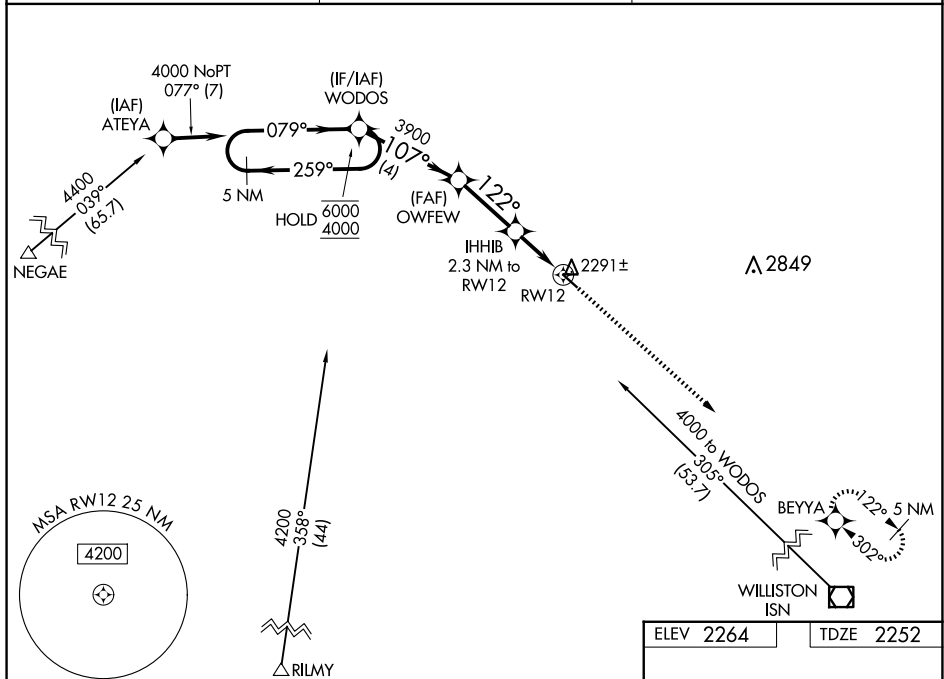 4000 NoPT
077° (7)
(IAF)
ATEYA
(IF/IAF)
WODOS
079°
259°
5 NM
HOLD
6000
4000
3900
107°
(4)
4400
039°
(65.7)
NEGAE
(FAF)
OWFEW
122°
IHHIB
2.3 NM to
RW12
RW12
2291±
2849
4000 to WODOS
305°
(53.7)
4200
358°
(44)
RILMY
MSA RW12 25 NM
4200
BEYYA
122°
302°
5 NM
WILLISTON
ISN
ELEV 2264
TDZE 2252